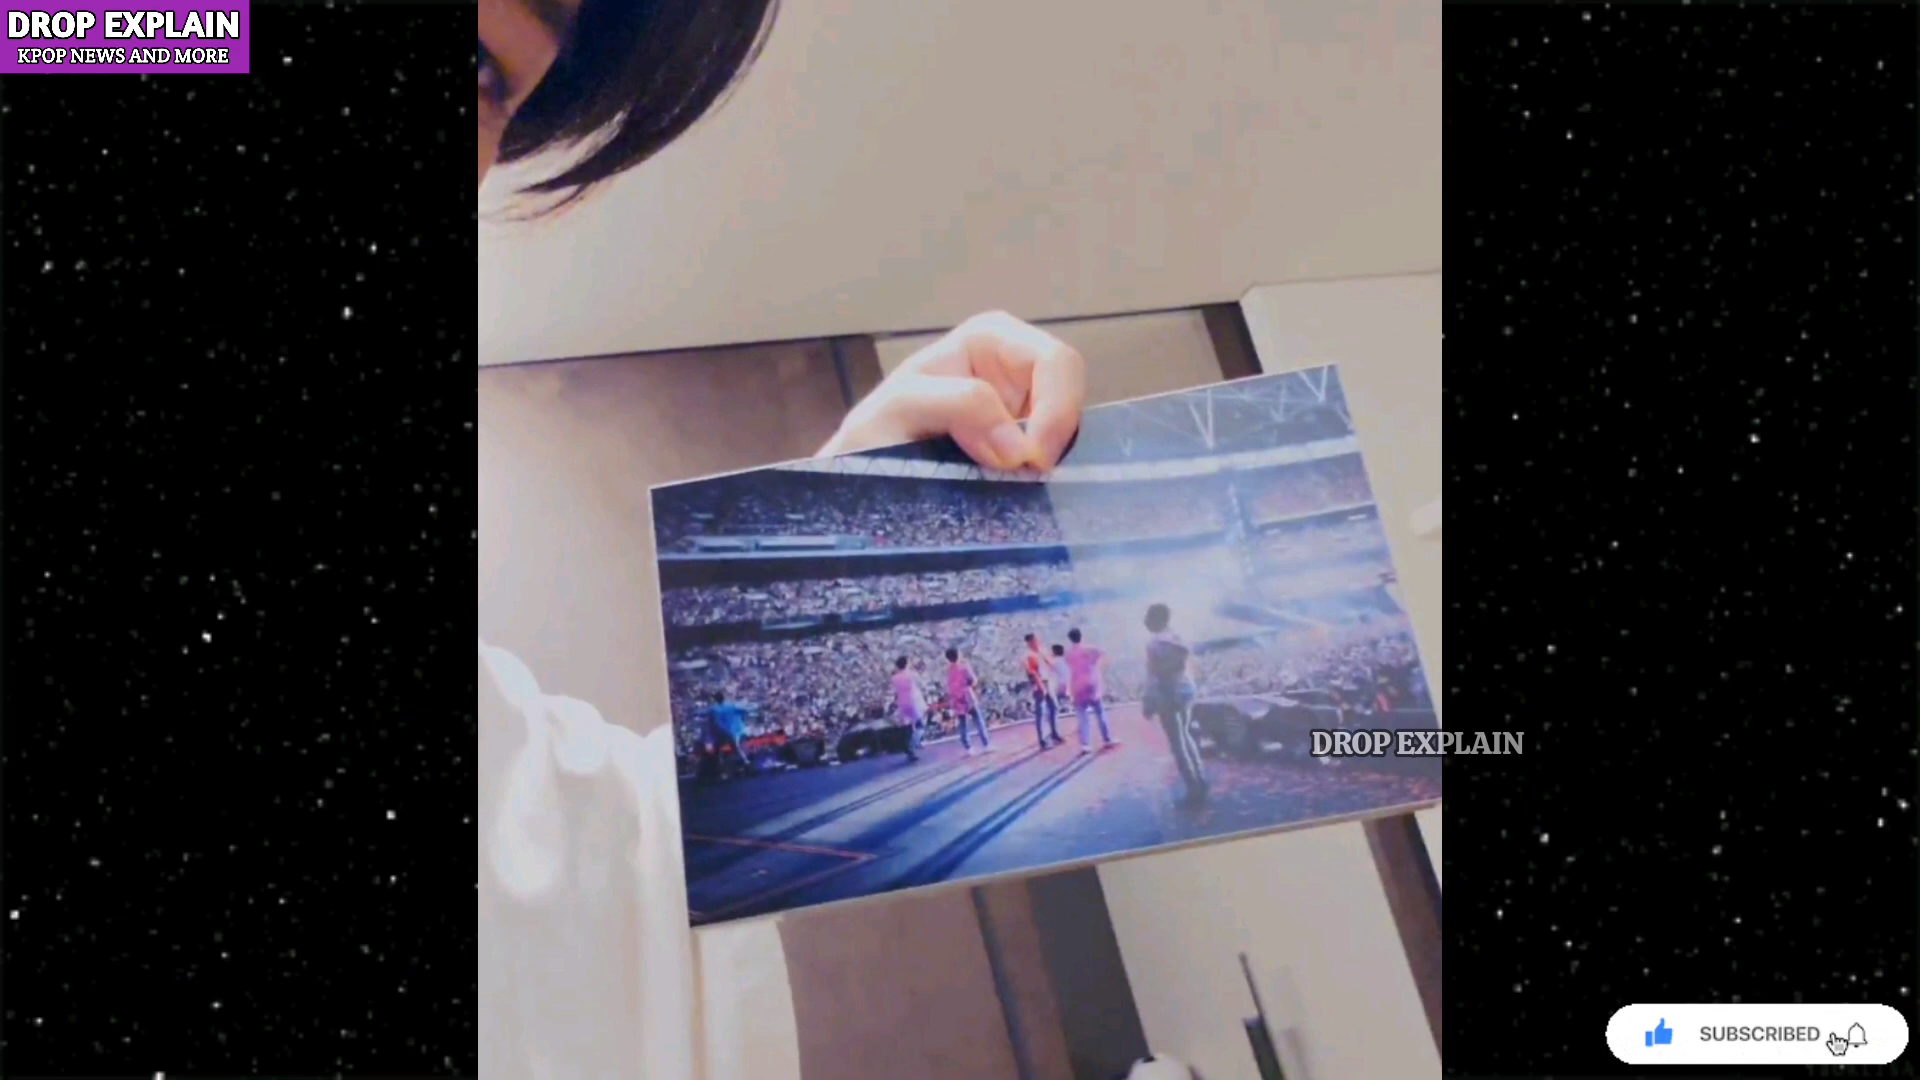 DROP EXPLAIN
KPOP NEWS AND MORE
DROP EXPLAIN
SUBSCRIBED